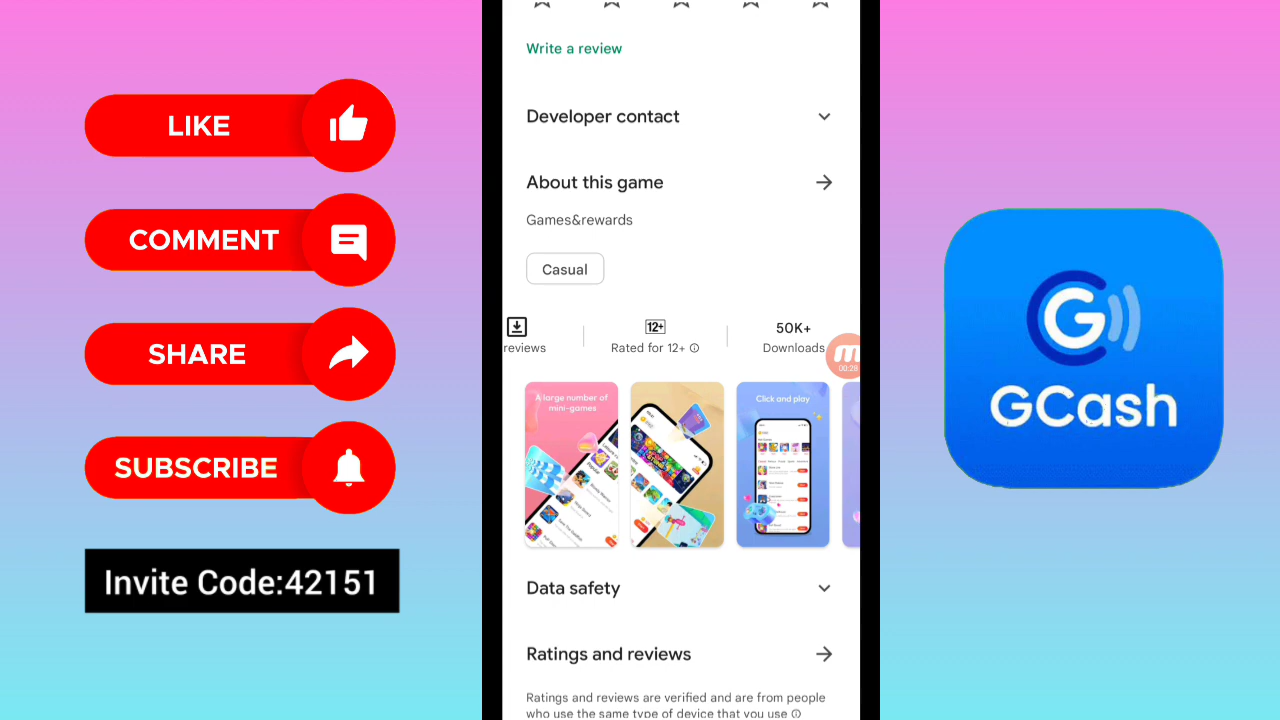 LIKE
COMMENT
SHARE
SUBSCRIBE
Invite Code:42151
Write a review
Developer contact
About this game
Games&rewards
Casual
reviews
12+
Rated for 12+
50K+
Downloads
00:28
A large number of
mini-games
Click and play
Data safety
Ratings and reviews
Ratings and reviews are verified and are from people
who use the same type of device that you use
G
GCash